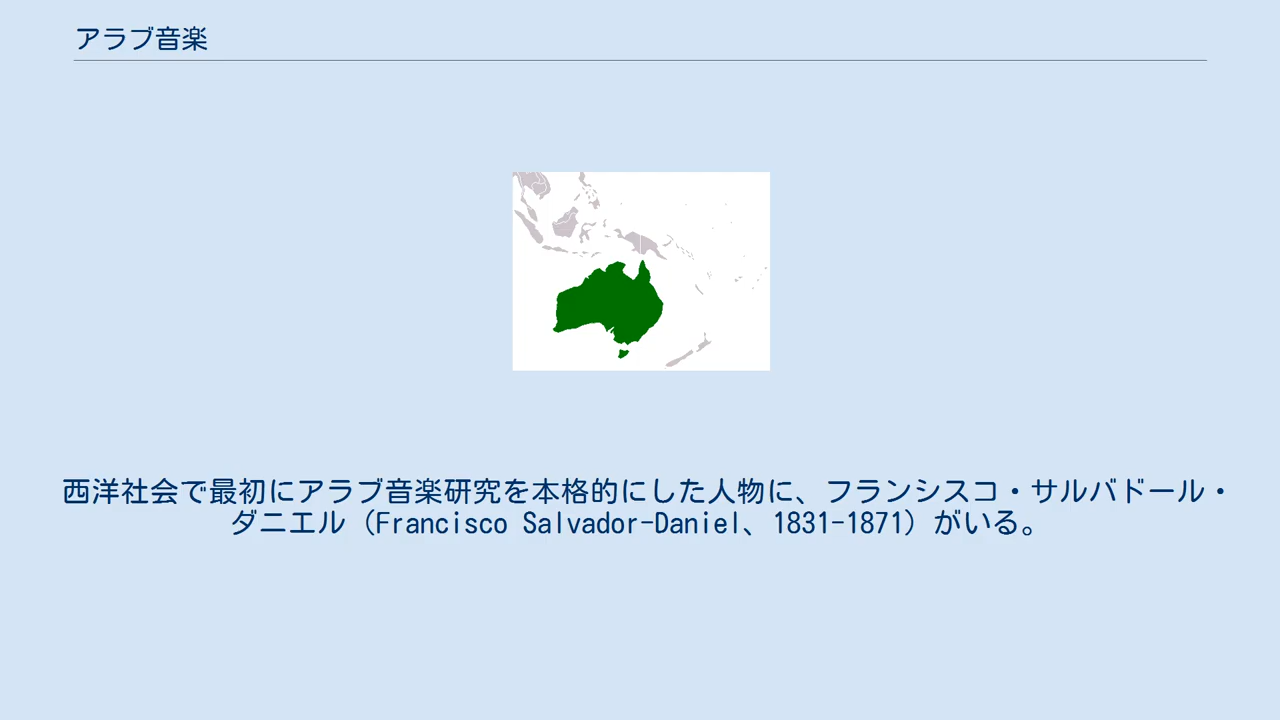 アラブ音楽
西洋社会で最初にアラブ音楽研究を本格的にした人物に、フランシスコ・サルバドール・
ダニエル（Francisco Salvador-Daniel、1831-1871）がいる。